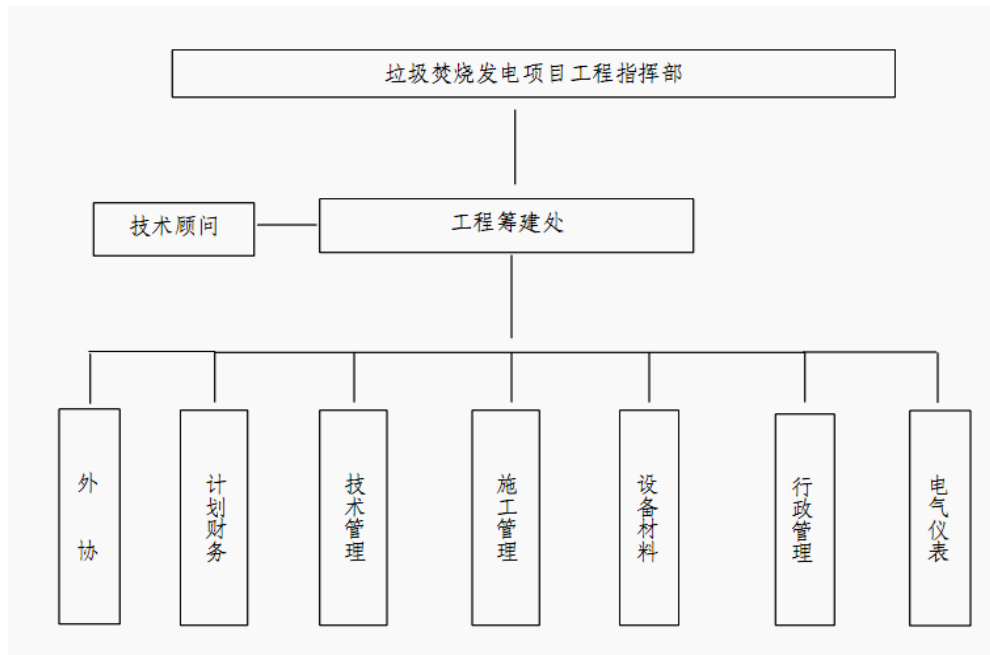 垃圾焚烧发电项目工程指挥部
技术顾问
工程筹建处
外协
计划财务
技术管理
施工管理
设备材料
行政管理
电气仪表